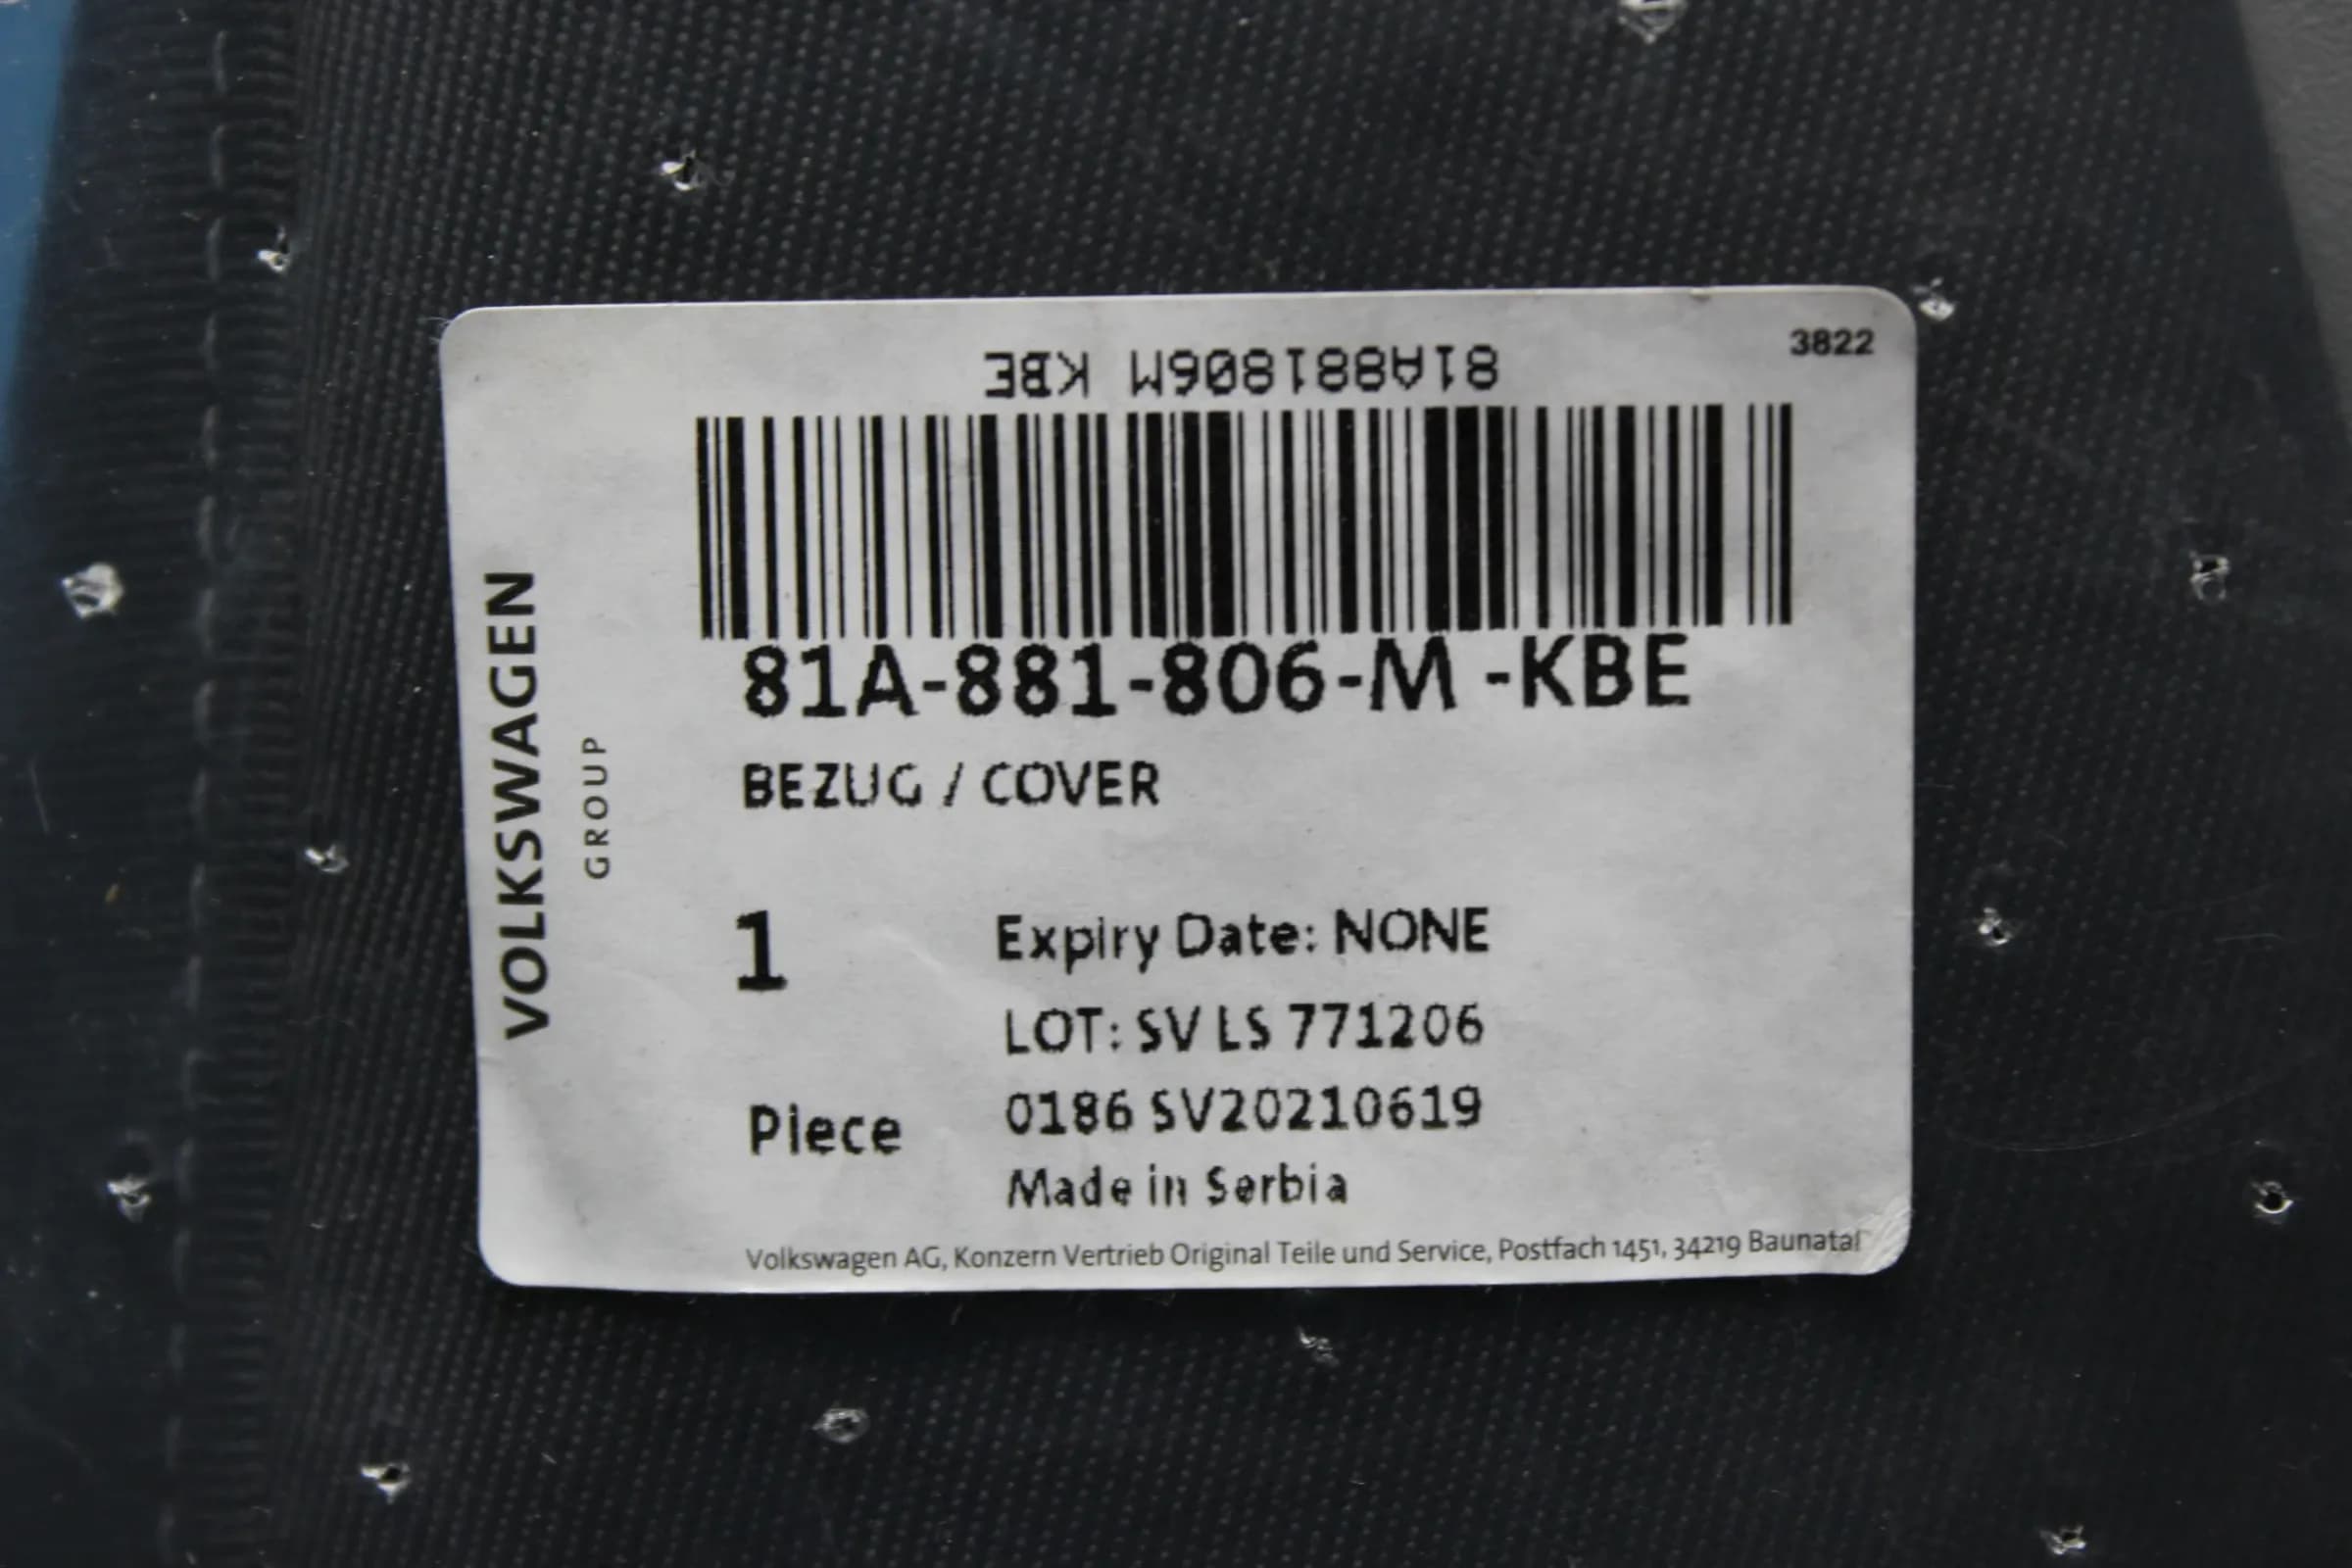 3822
81A881806M KBE
81A-881-806-M -KBE
BEZUG / COVER
VOLKSWAGEN
GROUP
1
Expiry Date: NONE
LOT: SV LS 771206
Piece
0186 SV20210619
Made in Serbia
Volkswagen AG, Konzern Vertrieb Original Teile und Service, Postfach 1451, 34219 Baunatal